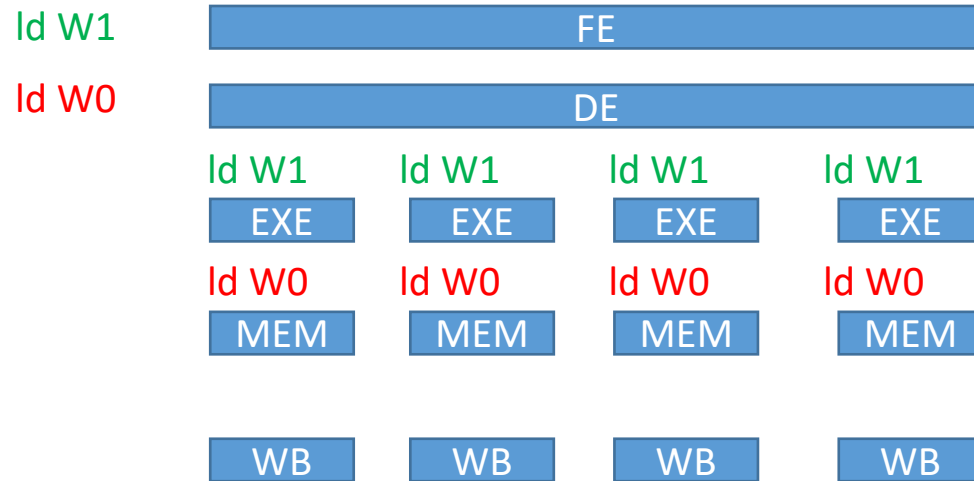 ld W1 FE
ld W0 DE
ld W1 ld W1 ld W1 ld W1
EXE EXE EXE EXE
ld W0 ld W0 ld W0 ld W0
MEM MEM MEM MEM
WB WB WB WB